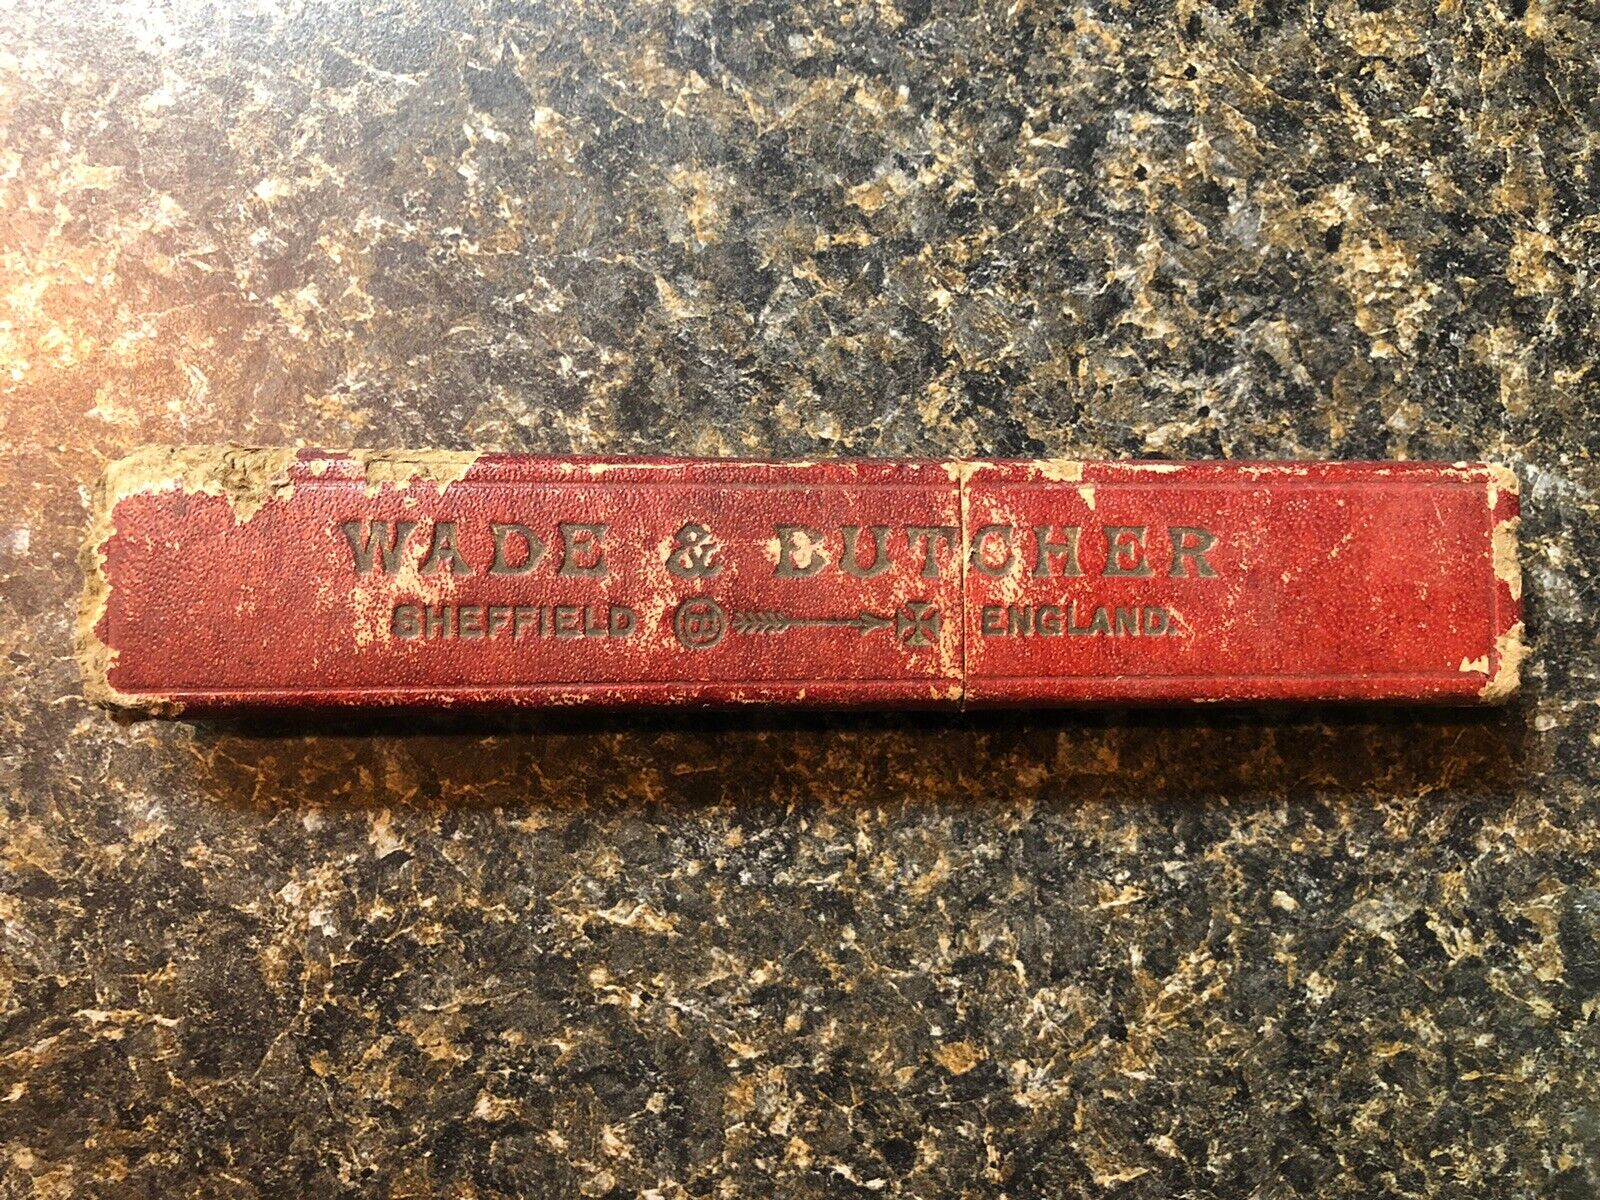 WADE & BUTCHER
SHEFFIELD ENGLAND.